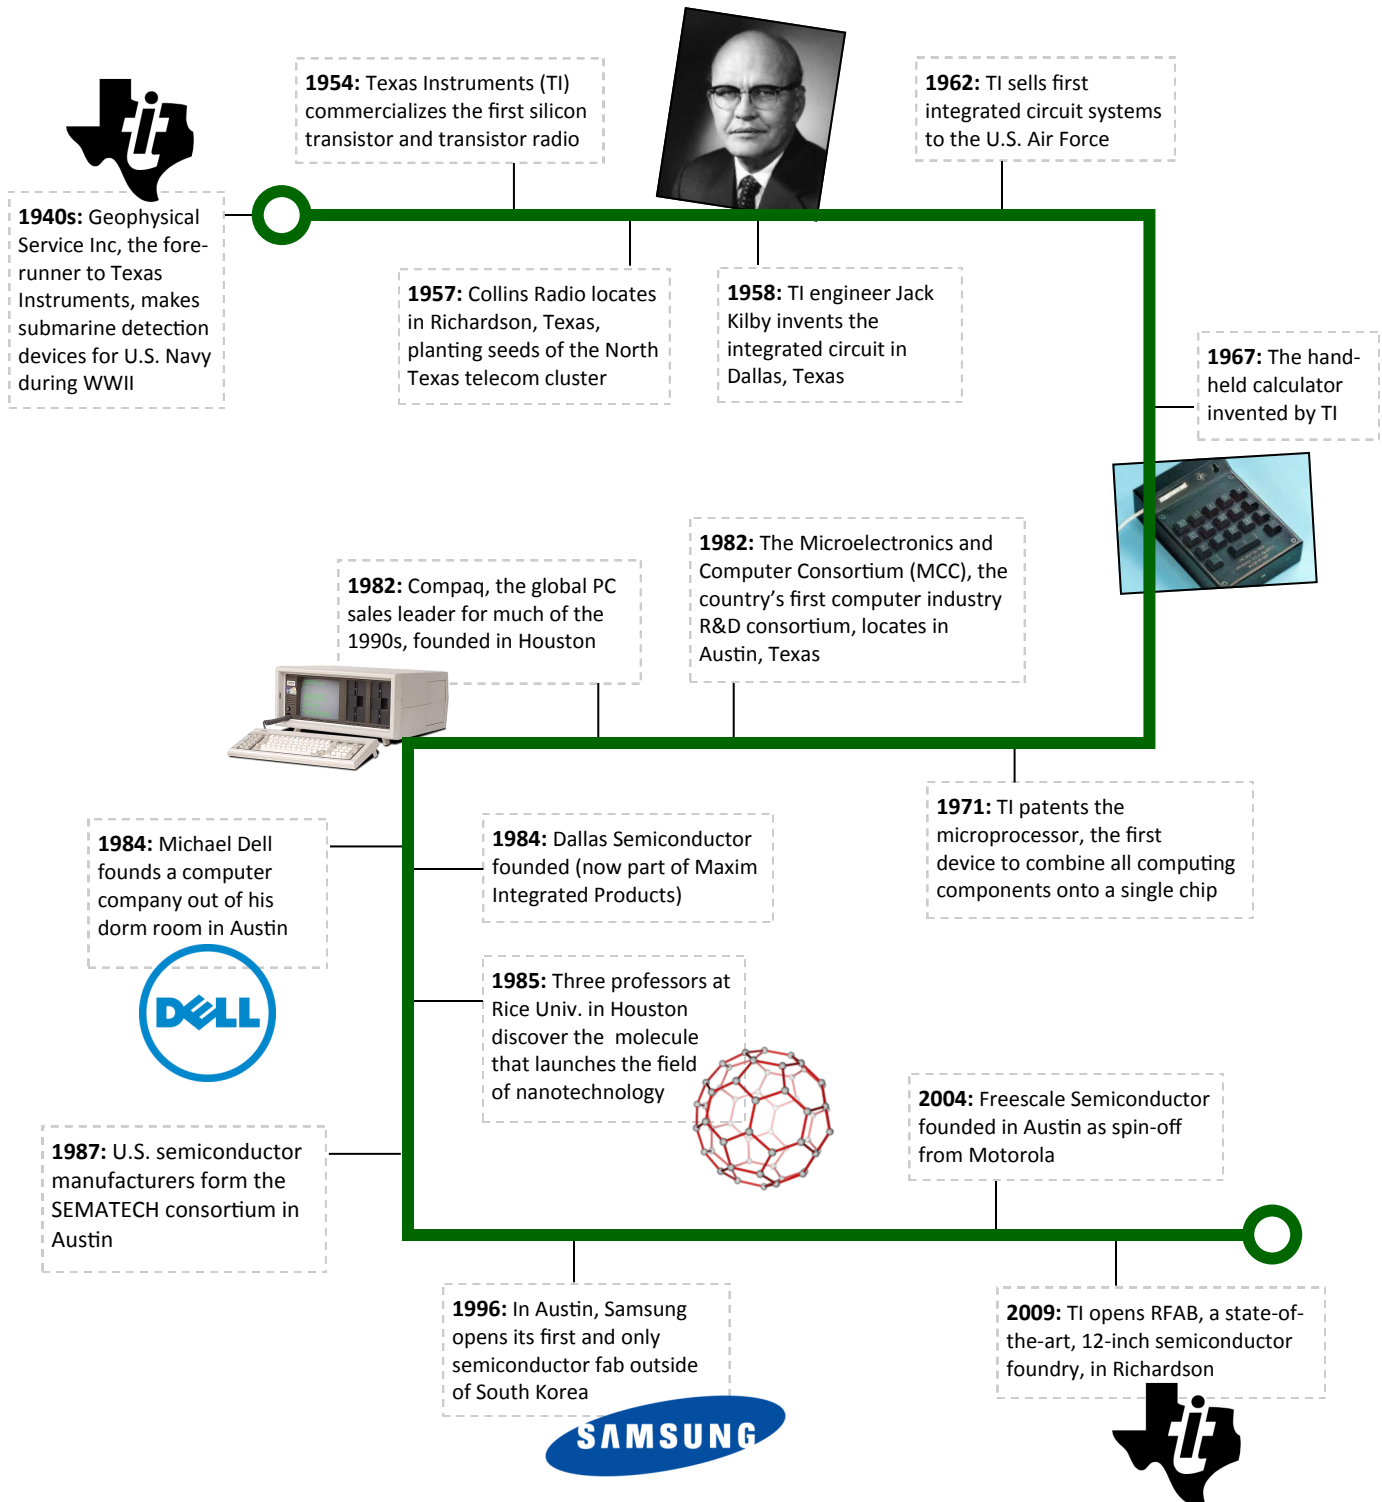 1954: Texas Instruments (TI)
commercializes the first silicon
transistor and transistor radio
1962: TI sells first
integrated circuit systems
to the U.S. Air Force
ti
1940s: Geophysical
Service Inc, the fore-
runner to Texas
Instruments, makes
submarine detection
devices for U.S. Navy
during WWII
1957: Collins Radio locates
in Richardson, Texas,
planting seeds of the North
Texas telecom cluster
1958: TI engineer Jack
Kilby invents the
integrated circuit in
Dallas, Texas
1967: The hand-
held calculator
invented by TI
1982: Compaq, the global PC
sales leader for much of the
1990s, founded in Houston
1982: The Microelectronics and
Computer Consortium (MCC), the
country's first computer industry
R&D consortium, locates in
Austin, Texas
1971: TI patents the
microprocessor, the first
device to combine all computing
components onto a single chip
1984: Michael Dell
founds a computer
company out of his
dorm room in Austin
DELL
1984: Dallas Semiconductor
founded (now part of Maxim
Integrated Products)
1985: Three professors at
Rice Univ. in Houston
discover the  molecule
that launches the field
of nanotechnology
1987: U.S. semiconductor
manufacturers form the
SEMATECH consortium in
Austin
2004: Freescale Semiconductor
founded in Austin as spin-off
from Motorola
1996: In Austin, Samsung
opens its first and only
semiconductor fab outside
of South Korea
SAMSUNG
2009: TI opens RFAB, a state-of-
the-art, 12-inch semiconductor
foundry, in Richardson
ti